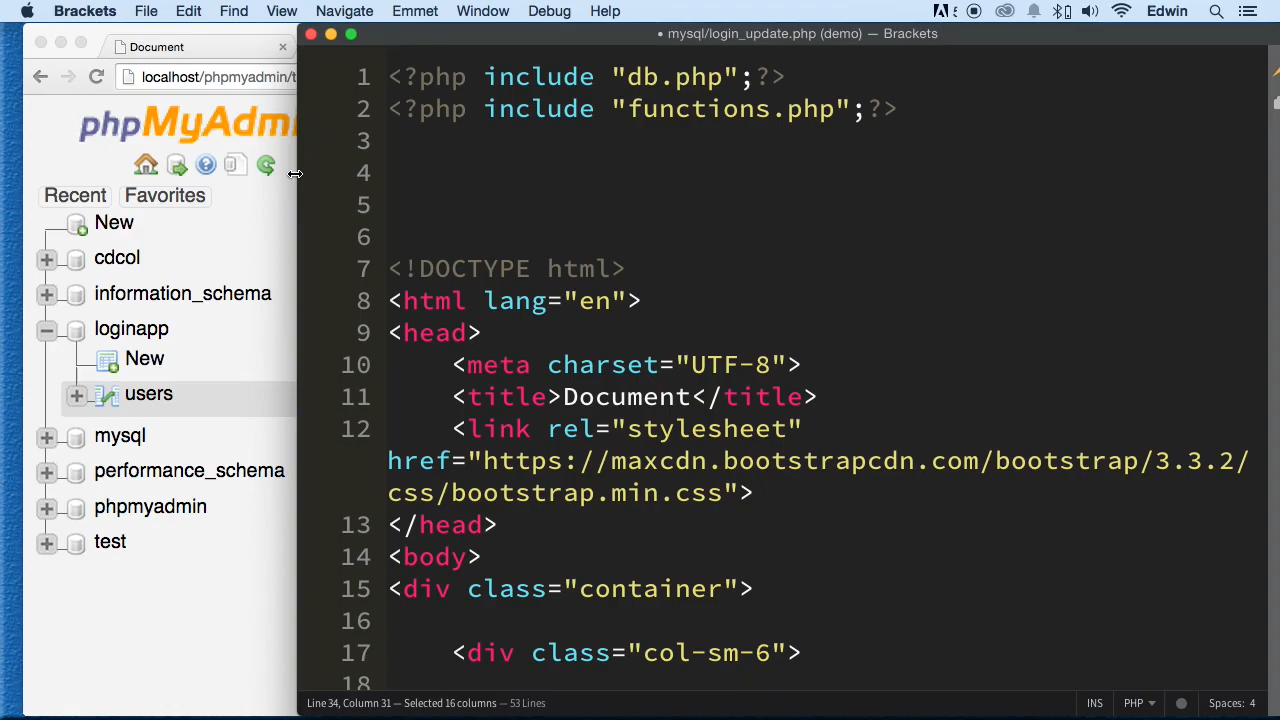 Brackets File Edit Find View Navigate Emmet Window Debug Help Edwin
Document
localhost/phpmyadmin/t
phpMyAdmi
Recent Favorites
New
cdcol
information_schema
loginapp
New
users
mysql
performance_schema
phpmyadmin
test
• mysql/login_update.php (demo) — Brackets
1 <?php include "db.php";?>
2 <?php include "functions.php";?>
3
4
5
6
7 <!DOCTYPE html>
8 <html lang="en">
9 <head>
10 <meta charset="UTF-8">
11 <title>Document</title>
12 <link rel="stylesheet"
href="https://maxcdn.bootstrapcdn.com/bootstrap/3.3.2/
css/bootstrap.min.css">
13 </head>
14 <body>
15 <div class="container">
16
17 <div class="col-sm-6">
18
Line 34, Column 31 — Selected 16 columns — 53 Lines
INS PHP Spaces: 4